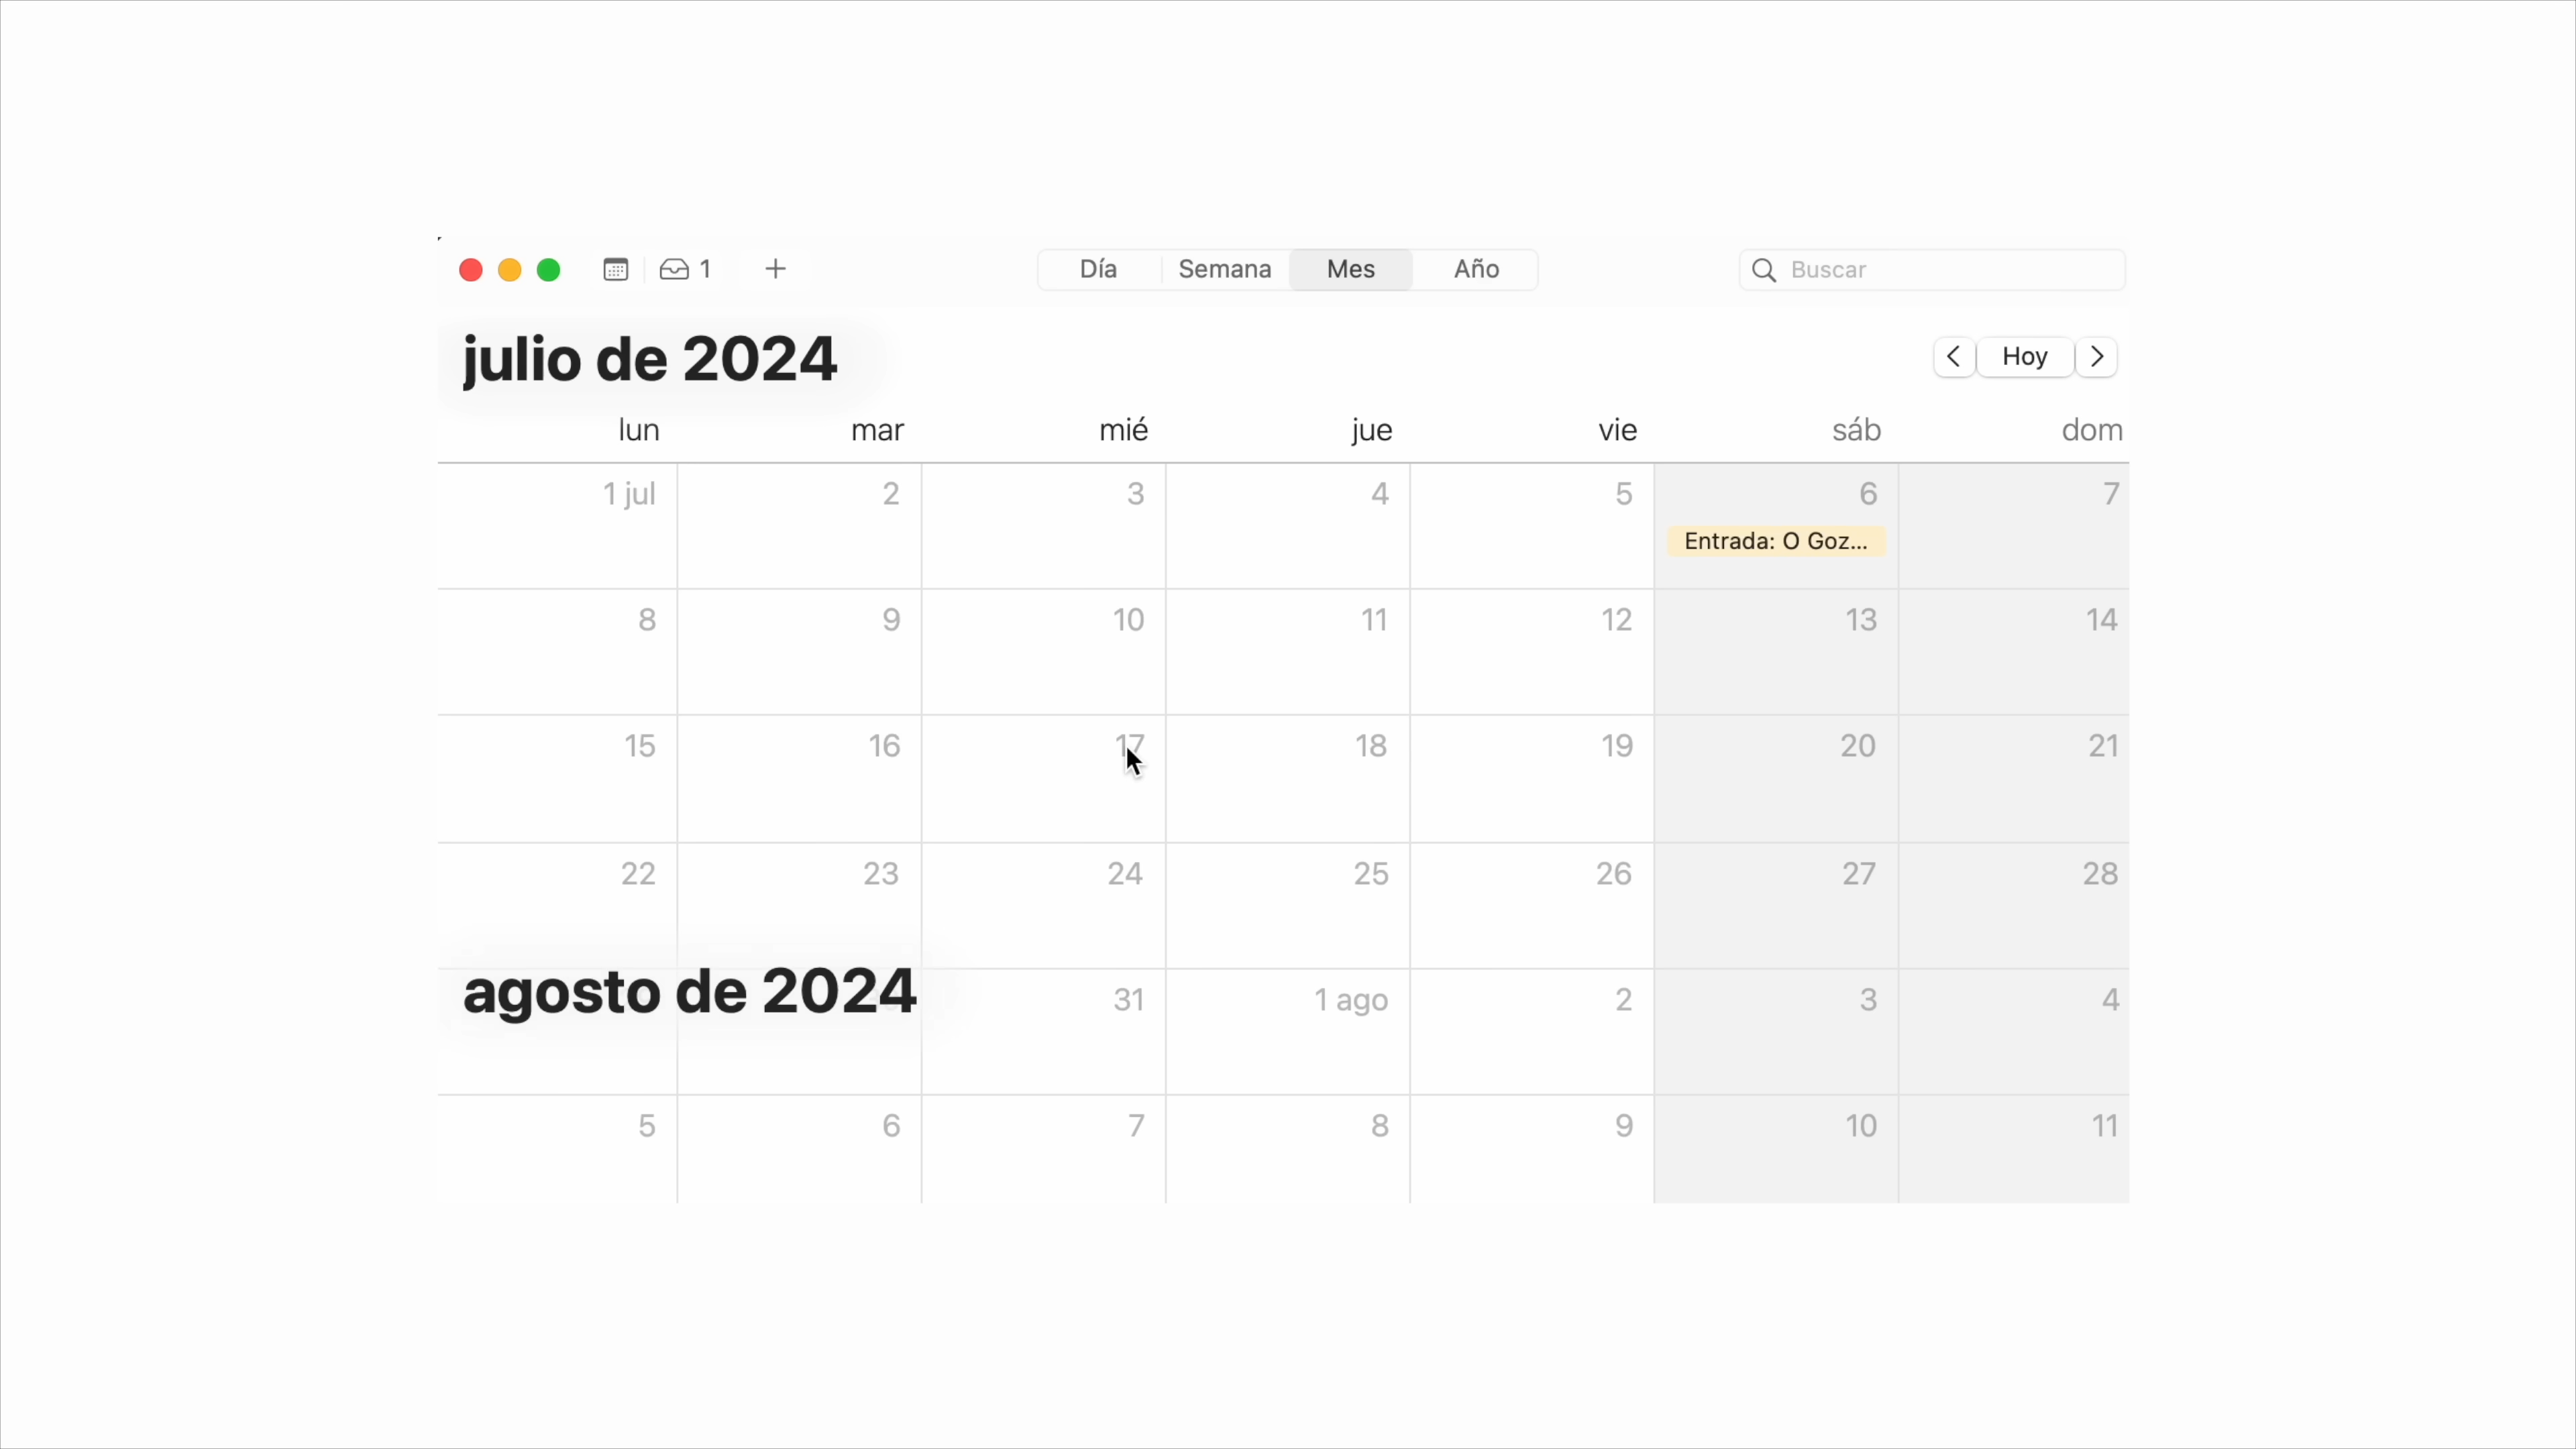 1
Día Semana Mes Año
Buscar
julio de 2024
Hoy
lun mar mié jue vie sáb dom
1 jul 2 3 4 5 6 7
Entrada: O Goz...
8 9 10 11 12 13 14
15 16 17 18 19 20 21
22 23 24 25 26 27 28
agosto de 2024
31 1 ago 2 3 4
5 6 7 8 9 10 11